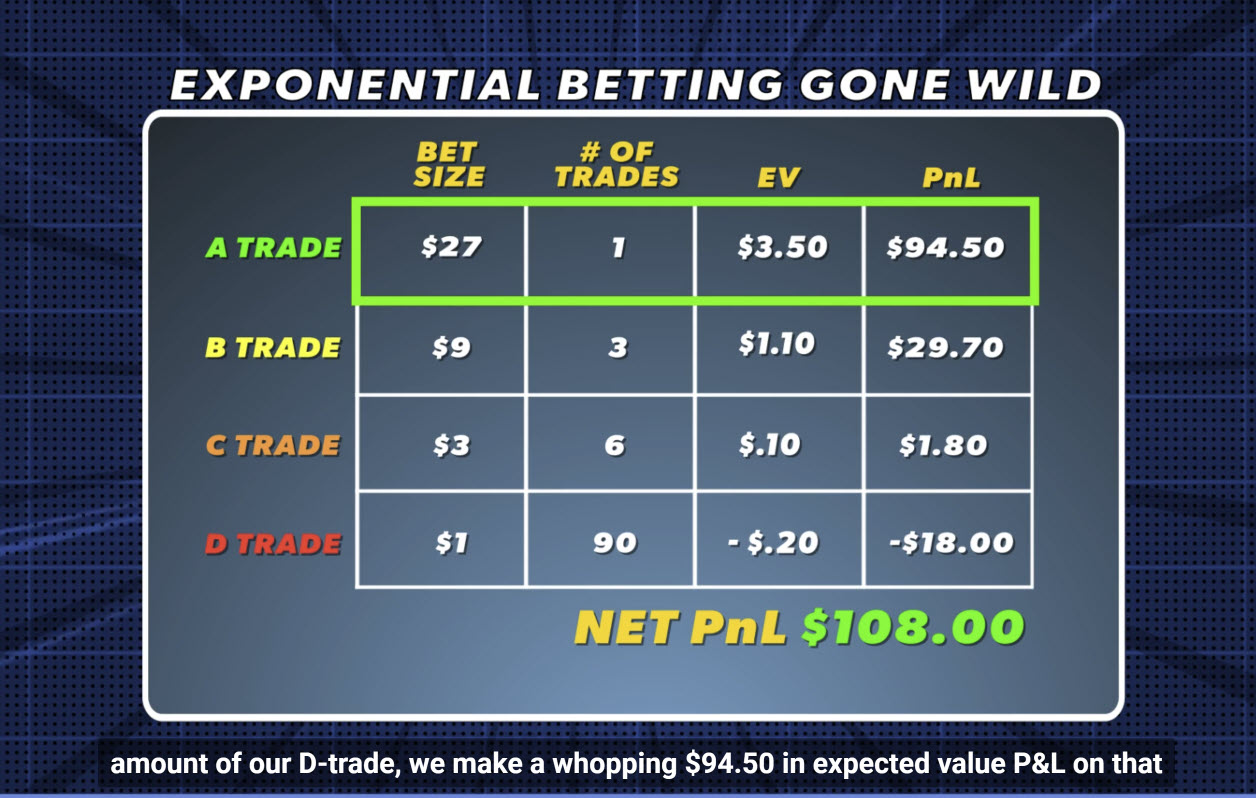 EXPONENTIAL BETTING GONE WILD
BET SIZE # OF TRADES EV PnL
A TRADE $27 1 $3.50 $94.50
B TRADE $9 3 $1.10 $29.70
C TRADE $3 6 $.10 $1.80
D TRADE $1 90 - $.20 -$18.00
NET PnL $108.00
amount of our D-trade, we make a whopping $94.50 in expected value P&L on that